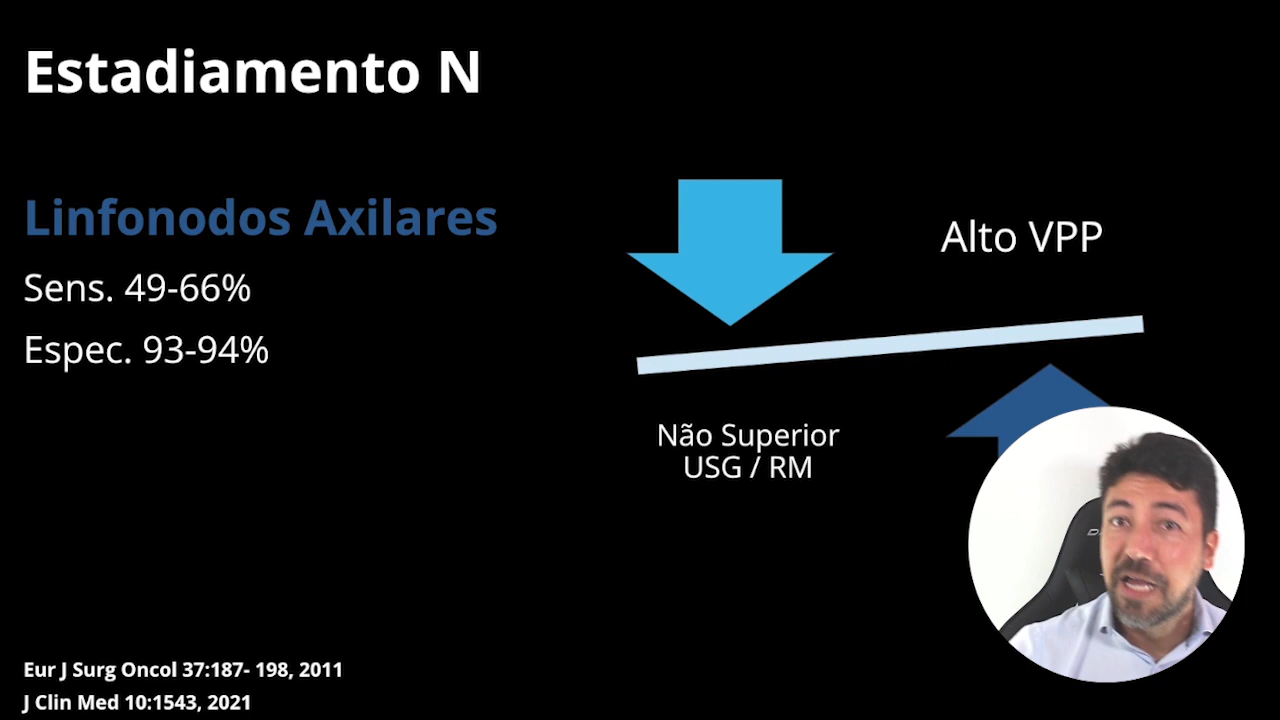 Estadiamento N
Linfonodos Axilares
Sens. 49-66%
Espec. 93-94%
Alto VPP
Não Superior
USG / RM
Eur J Surg Oncol 37:187- 198, 2011
J Clin Med 10:1543, 2021